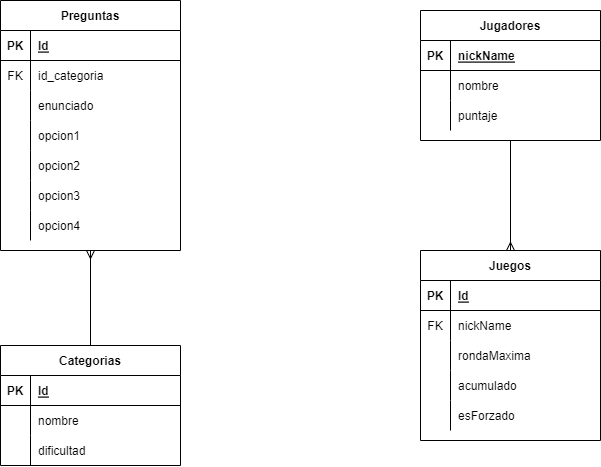 Preguntas
PK Id
FK id_categoria
enunciado
opcion1
opcion2
opcion3
opcion4
Categorias
PK Id
nombre
dificultad
Jugadores
PK nickName
nombre
puntaje
Juegos
PK Id
FK nickName
rondaMaxima
acumulado
esForzado